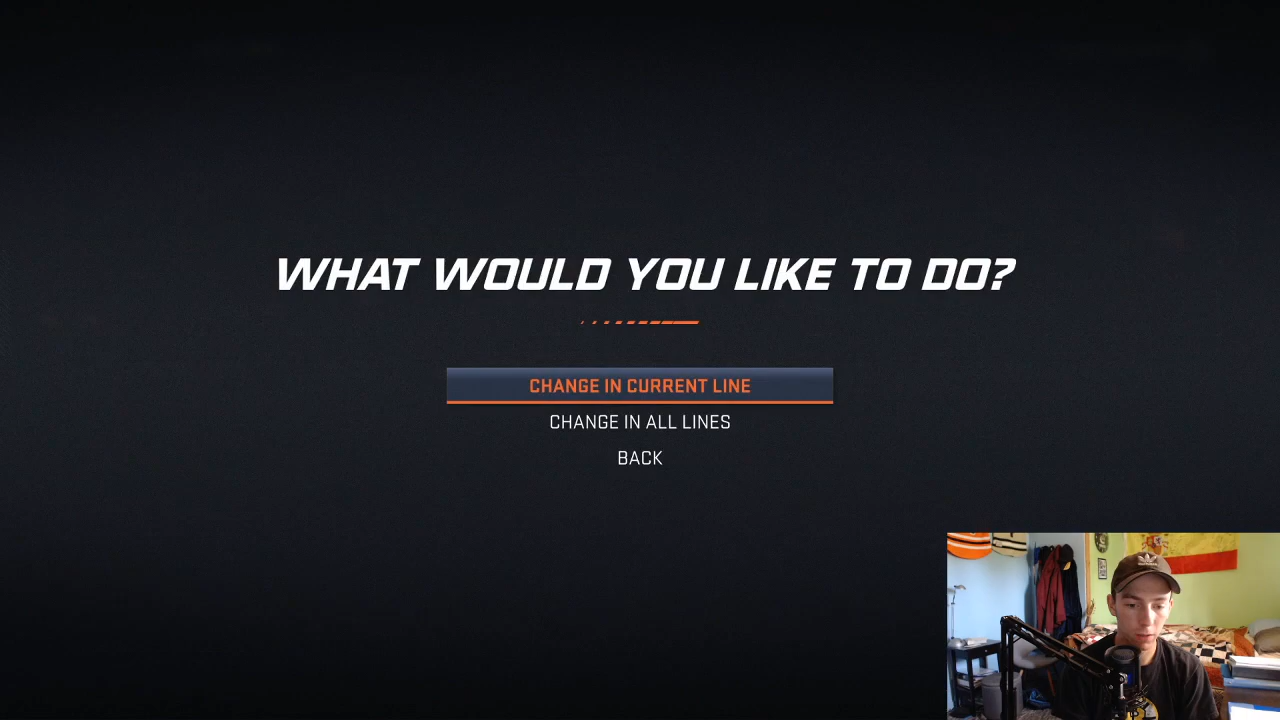 WHAT WOULD YOU LIKE TO DO?
CHANGE IN CURRENT LINE
CHANGE IN ALL LINES
BACK